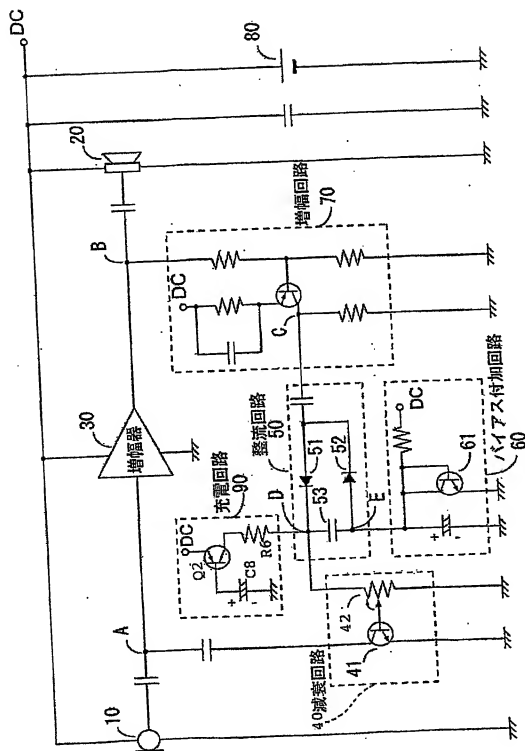 DC
80
20
B
増幅回路
70
DC
C
30
増幅器
整流回路
50
51
52
53
D
E
DC
61
バイアス付加回路
60
充電回路
90
DC
Q2
C8
+
-
R6
A
42
41
40減衰回路
+
-
10